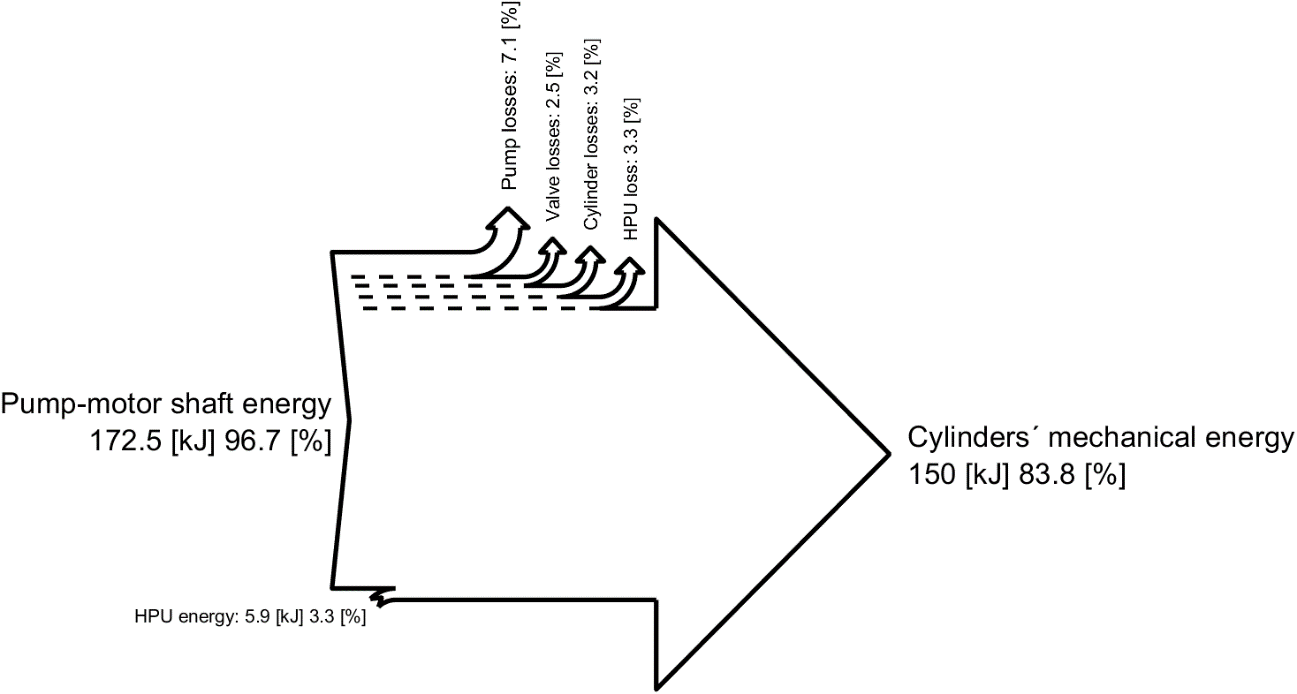 Pump losses: 7.1 [%]
Valve losses: 2.5 [%]
Cylinder losses: 3.2 [%]
HPU loss: 3.3 [%]
Pump-motor shaft energy
172.5 [kJ] 96.7 [%]
Cylinders´ mechanical energy
150 [kJ] 83.8 [%]
HPU energy: 5.9 [kJ] 3.3 [%]